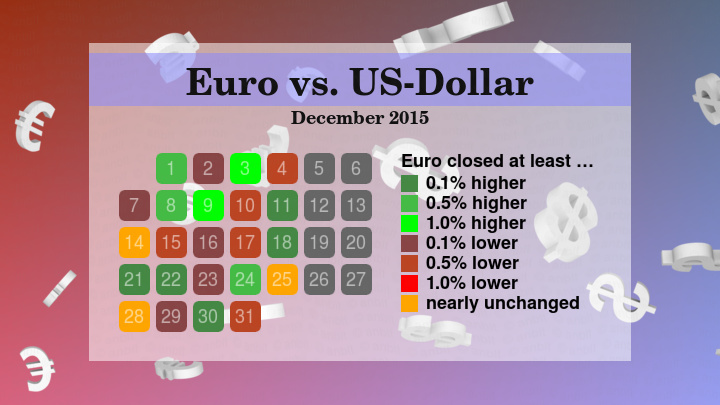 Euro vs. US-Dollar
December 2015
1 2 3 4 5 6
7 8 9 10 11 12 13
14 15 16 17 18 19 20
21 22 23 24 25 26 27
28 29 30 31
Euro closed at least …
0.1% higher
0.5% higher
1.0% higher
0.1% lower
0.5% lower
1.0% lower
nearly unchanged